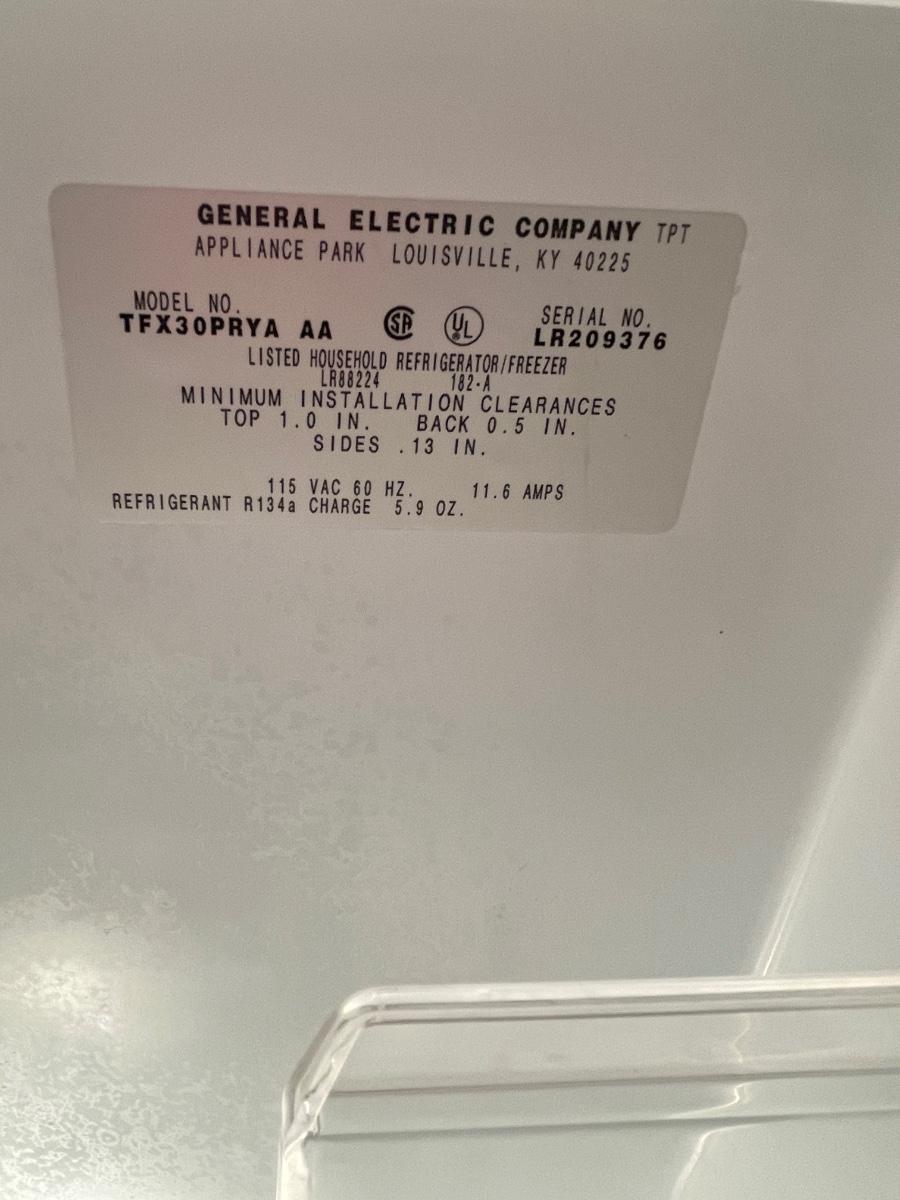 GENERAL ELECTRIC COMPANY TPT
APPLIANCE PARK LOUISVILLE, KY 40225
MODEL NO.
TFX30PRYA AA
SA
UL
SERIAL NO.
LR209376
LISTED HOUSEHOLD REFRIGERATOR/FREEZER
LR88224 182-A
MINIMUM INSTALLATION CLEARANCES
TOP 1.0 IN. BACK 0.5 IN.
SIDES .13 IN.
115 VAC 60 HZ. 11.6 AMPS
REFRIGERANT R134a CHARGE 5.9 OZ.